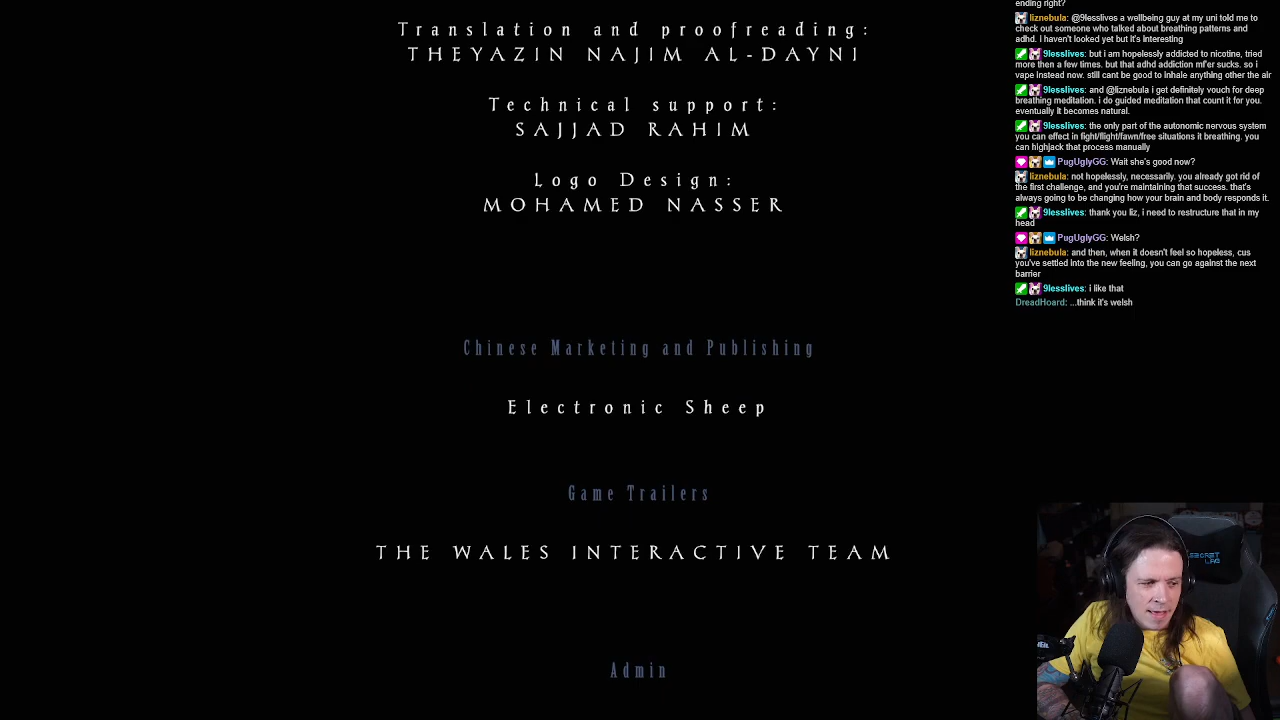 Translation and proofreading:
THEYAZIN NAJIM AL-DAYNI
Technical support:
SAJJAD RAHIM
Logo Design:
MOHAMED NASSER
Chinese Marketing and Publishing
Electronic Sheep
Game Trailers
THE WALES INTERACTIVE TEAM
Admin
ending right?
liznebula: @9lesslives a wellbeing guy at my uni told me to
check out someone who talked about breathing patterns and
adhd. i haven't looked yet but it's interesting
9lesslives: but i am hopelessly addicted to nicotine, tried
more then a few times. but that adhd addiction mf'er sucks. so i
vape instead now. still cant be good to inhale anything other the air
9lesslives: and @liznebula i get definitely vouch for deep
breathing meditation. i do guided meditation that count it for you.
eventually it becomes natural.
9lesslives: the only part of the autonomic nervous system
you can effect in fight/flight/fawn/free situations it breathing. you
can highjack that process manually
PugUglyGG: Wait she's good now?
liznebula: not hopelessly, necessarily. you already got rid of
the first challenge, and you're maintaining that success. that's
always going to be changing how your brain and body responds it.
9lesslives: thank you liz, i need to restructure that in my
head
PugUglyGG: Welsh?
liznebula: and then, when it doesn't feel so hopeless, cus
you've settled into the new feeling, you can go against the next
barrier
9lesslives: i like that
DreadHoard: ...think it's welsh
SECRET
LAB